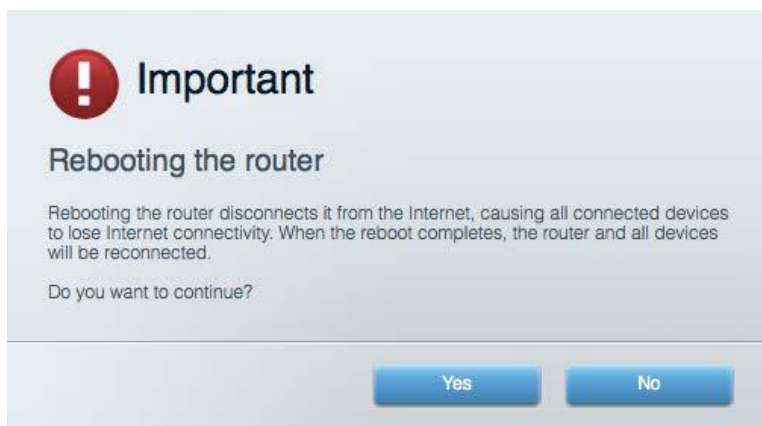 Important
Rebooting the router
Rebooting the router disconnects it from the Internet, causing all connected devices
to lose Internet connectivity. When the reboot completes, the router and all devices
will be reconnected.
Do you want to continue?
Yes
No